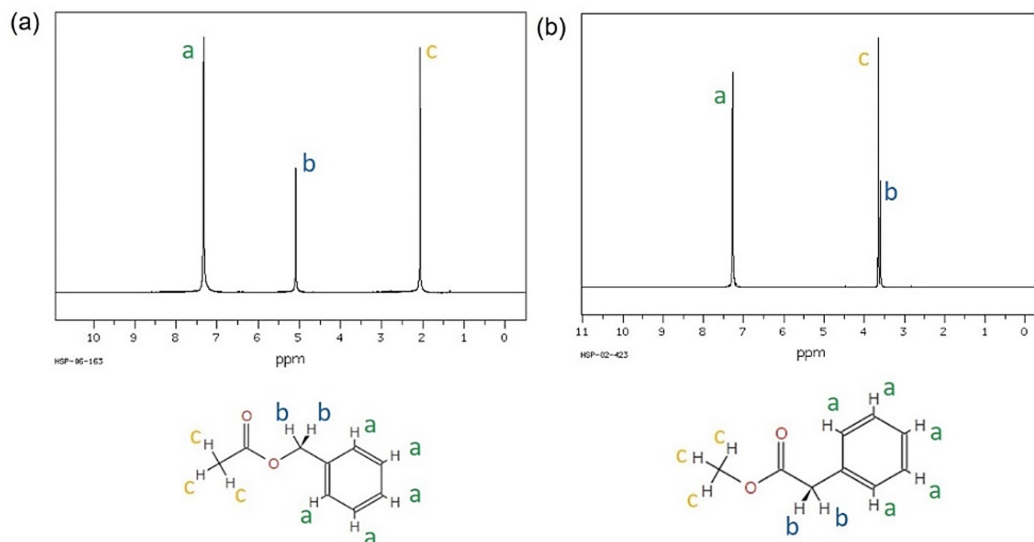 (a)
a
b
c
10 9 8 7 6 5 4 3 2 1 0
HSP-06-163
ppm
(b)
a
c
b
11 10 9 8 7 6 5 4 3 2 1 0
HSP-02-423
ppm
O b b
c H H H a
H H a
H O
H H H a
c c a H
a
a
H a
a H
O
c c H H a
H
c H O H a
H H H a
b b